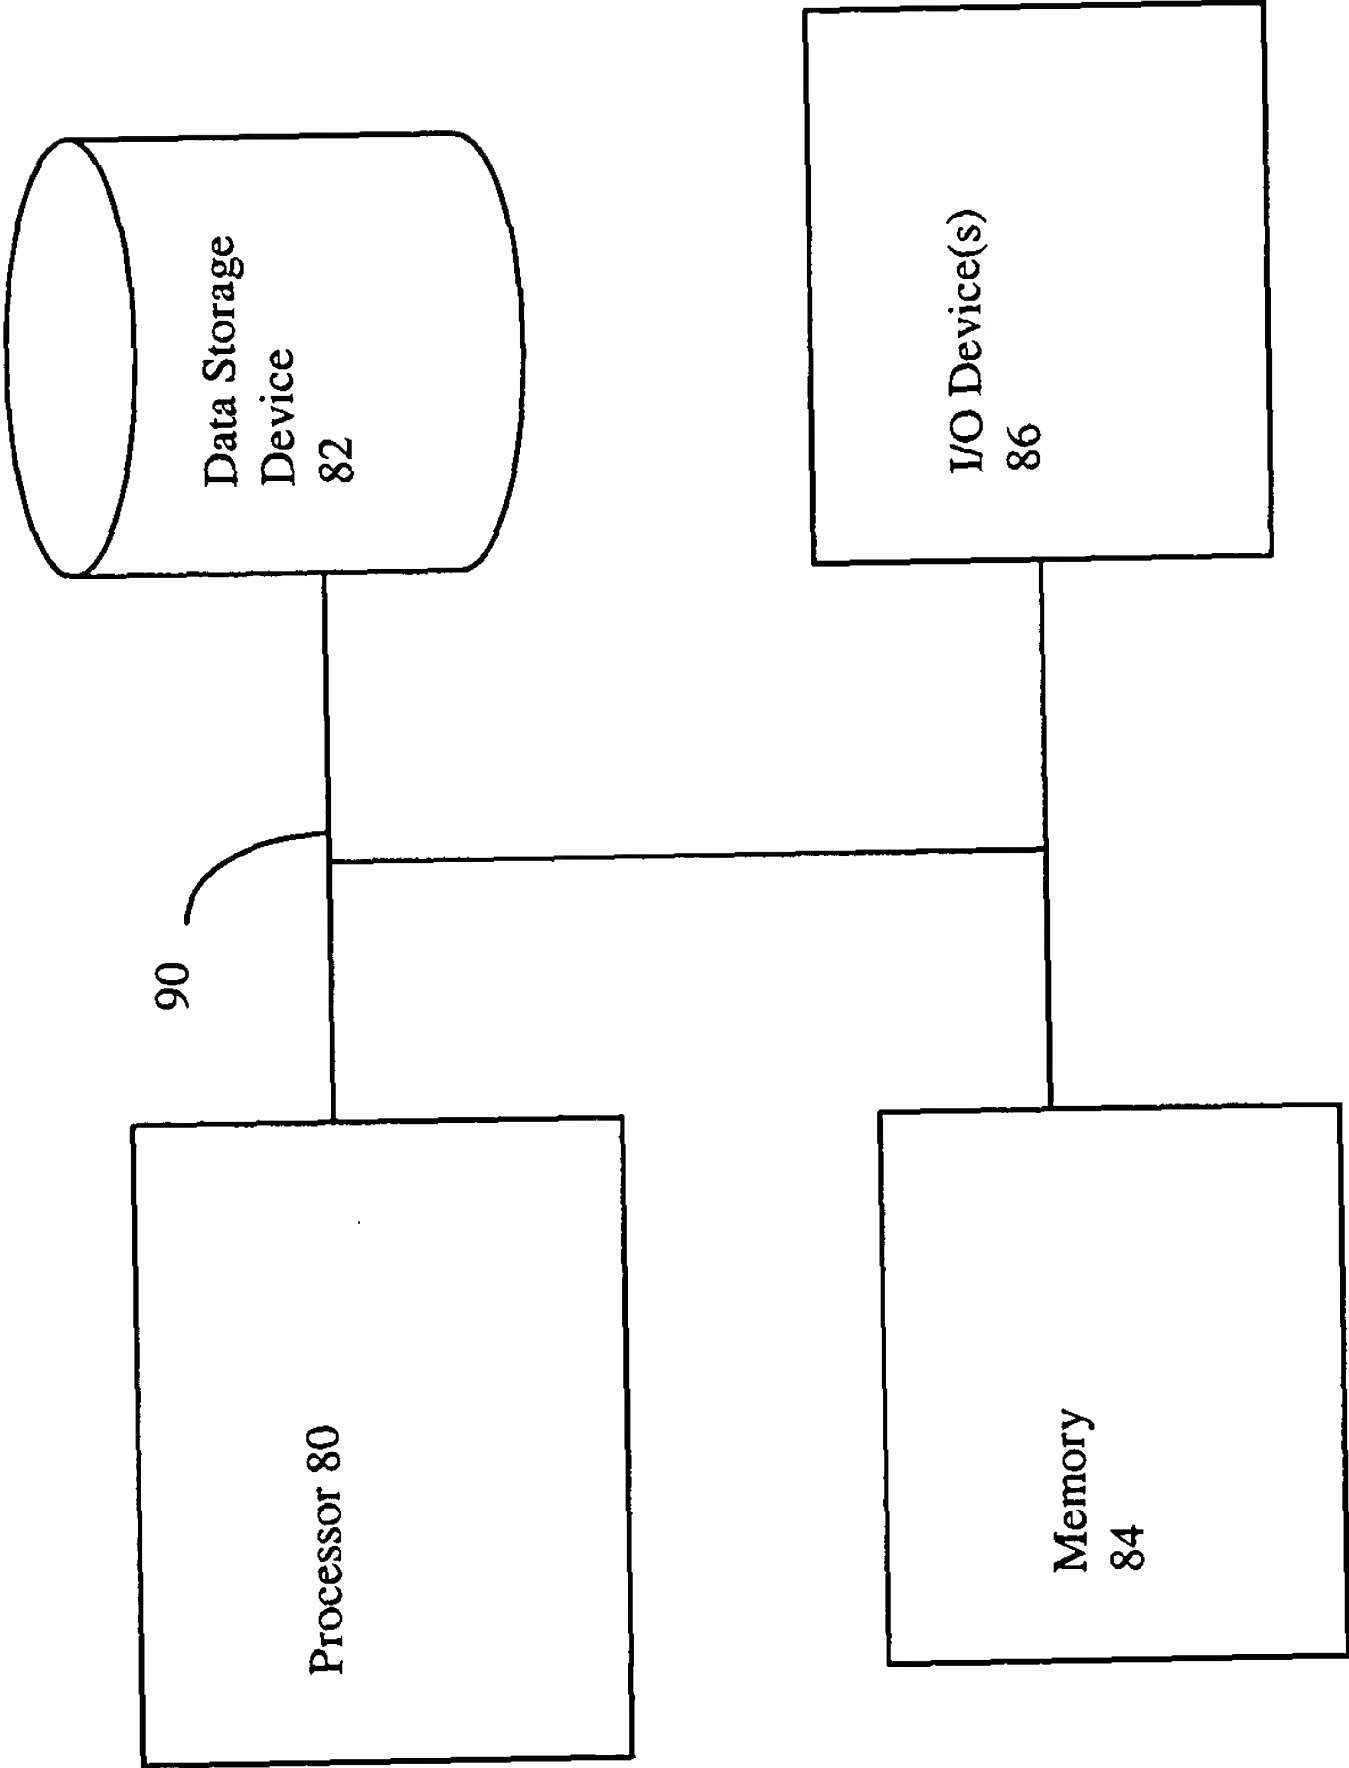 90
Processor 80
Data Storage
Device
82
Memory
84
I/O Device(s)
86